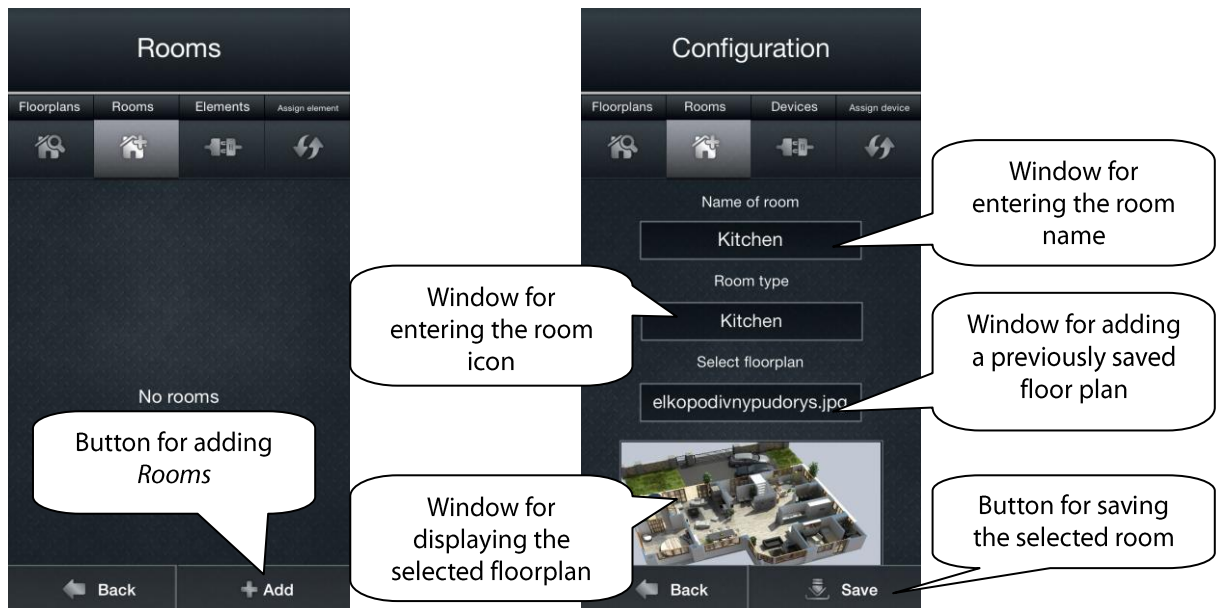 Rooms
Floorplans Rooms Elements Assign element
No rooms
Button for adding
Rooms
Back Add
Configuration
Floorplans Rooms Devices Assign device
Name of room
Kitchen
Room type
Kitchen
Select floorplan
elkopodivnypudorys.jpg
Back Save
Window for
entering the room
icon
Window for
displaying the
selected floorplan
Window for
entering the room
name
Window for adding
a previously saved
floor plan
Button for saving
the selected room